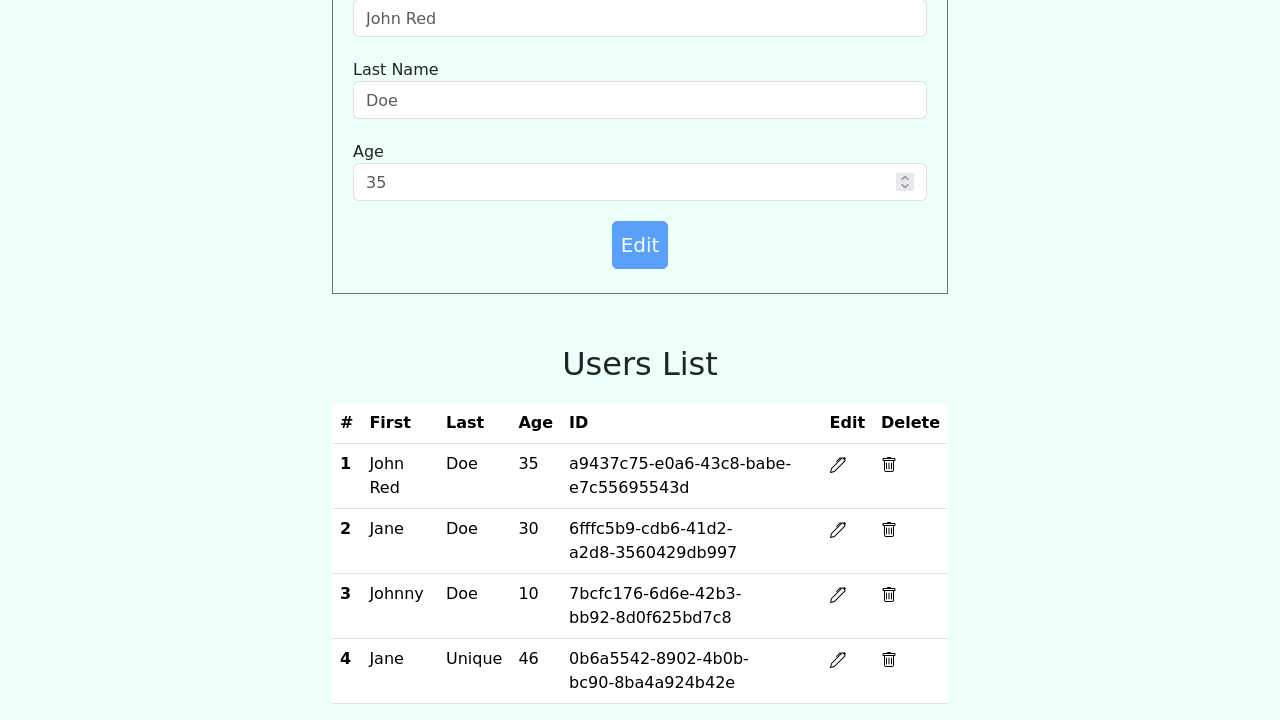 John Red
Last Name
Doe
Age
35
Edit
Users List
# First Last Age ID Edit Delete
1 John Red Doe 35 a9437c75-e0a6-43c8-babe-e7c55695543d
2 Jane Doe 30 6fffc5b9-cdb6-41d2-a2d8-3560429db997
3 Johnny Doe 10 7bcfc176-6d6e-42b3-bb92-8d0f625bd7c8
4 Jane Unique 46 0b6a5542-8902-4b0b-bc90-8ba4a924b42e